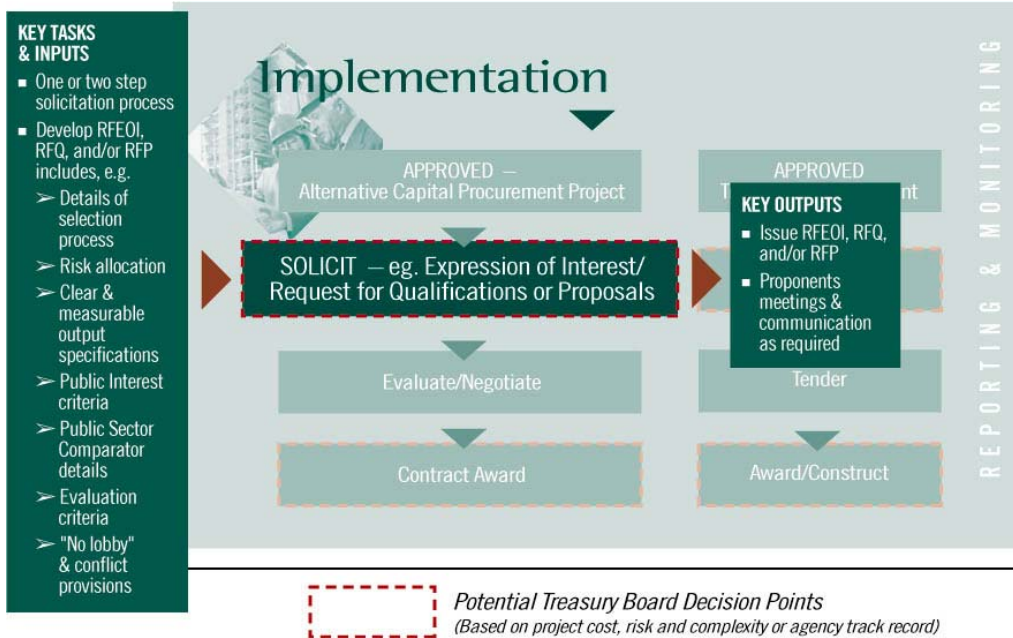 KEY TASKS
& INPUTS
▪ One or two step
solicitation process
▪ Develop RFEOI,
RFQ, and/or RFP
includes, e.g.
➢ Details of
selection
process
➢ Risk allocation
➢ Clear &
measurable
output
specifications
➢ Public Interest
criteria
➢ Public Sector
Comparator
details
➢ Evaluation
criteria
➢ "No lobby"
& conflict
provisions
Implementation
APPROVED –
Alternative Capital Procurement Project
SOLICIT – eg. Expression of Interest/
Request for Qualifications or Proposals
Evaluate/Negotiate
Contract Award
APPROVED
KEY OUTPUTS
▪ Issue RFEOI, RFQ,
and/or RFP
▪ Proponents
meetings &
communication
as required
Tender
Award/Construct
REPORTING & MONITORING
Potential Treasury Board Decision Points
(Based on project cost, risk and complexity or agency track record)